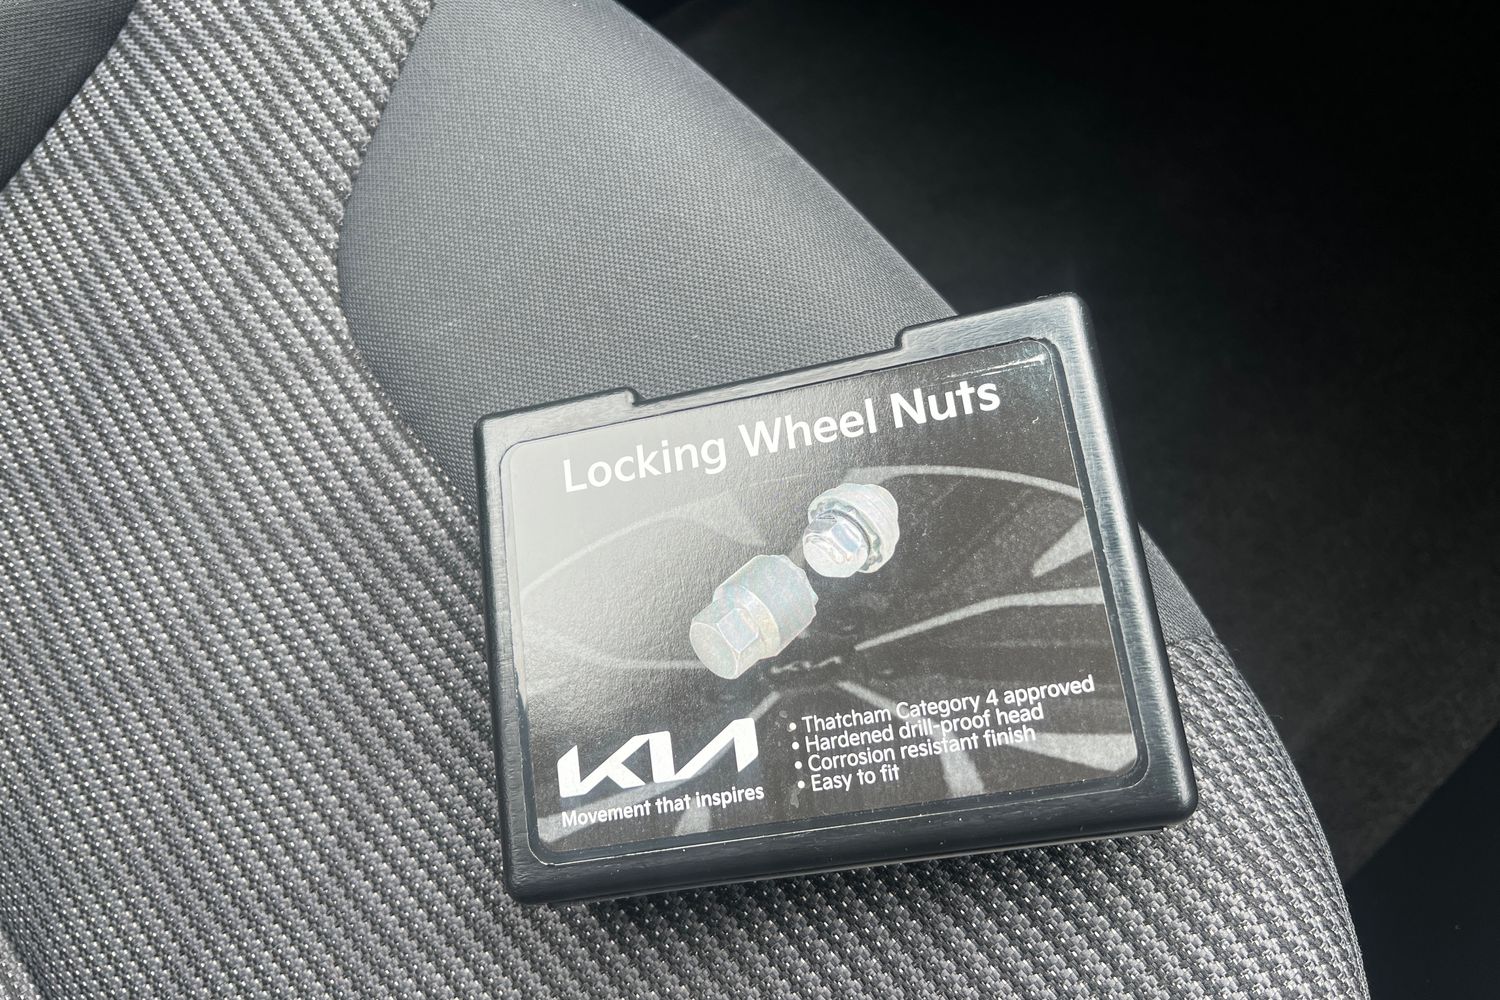 Locking Wheel Nuts
KIA
Movement that inspires
• Thatcham Category 4 approved
• Hardened drill-proof head
• Corrosion resistant finish
• Easy to fit